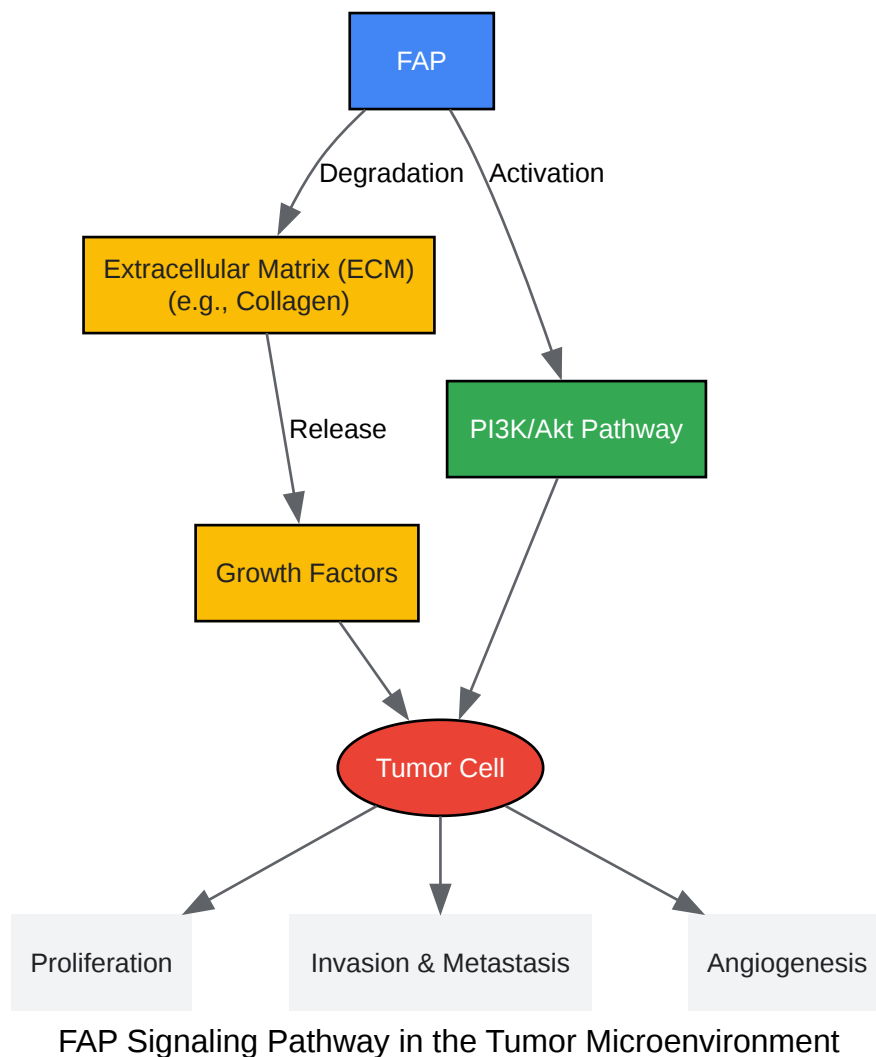 FAP
Degradation
Activation
Extracellular Matrix (ECM)
(e.g., Collagen)
PI3K/Akt Pathway
Release
Growth Factors
Tumor Cell
Proliferation
Invasion & Metastasis
Angiogenesis
FAP Signaling Pathway in the Tumor Microenvironment